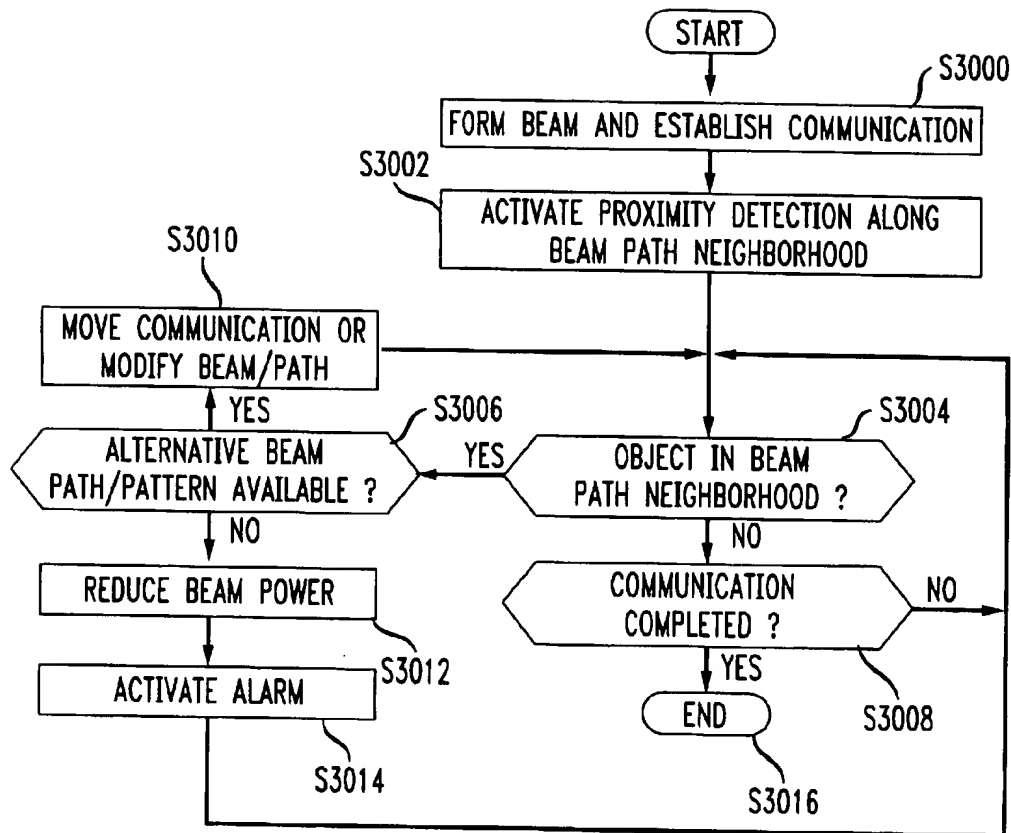 START
S3000
FORM BEAM AND ESTABLISH COMMUNICATION
S3002
ACTIVATE PROXIMITY DETECTION ALONG
BEAM PATH NEIGHBORHOOD
S3010
MOVE COMMUNICATION OR
MODIFY BEAM/PATH
YES
S3006
ALTERNATIVE BEAM
PATH/PATTERN AVAILABLE ?
YES
S3004
OBJECT IN BEAM
PATH NEIGHBORHOOD ?
NO
NO
REDUCE BEAM POWER
S3012
COMMUNICATION
COMPLETED ?
NO
S3008
YES
ACTIVATE ALARM
S3014
END
S3016